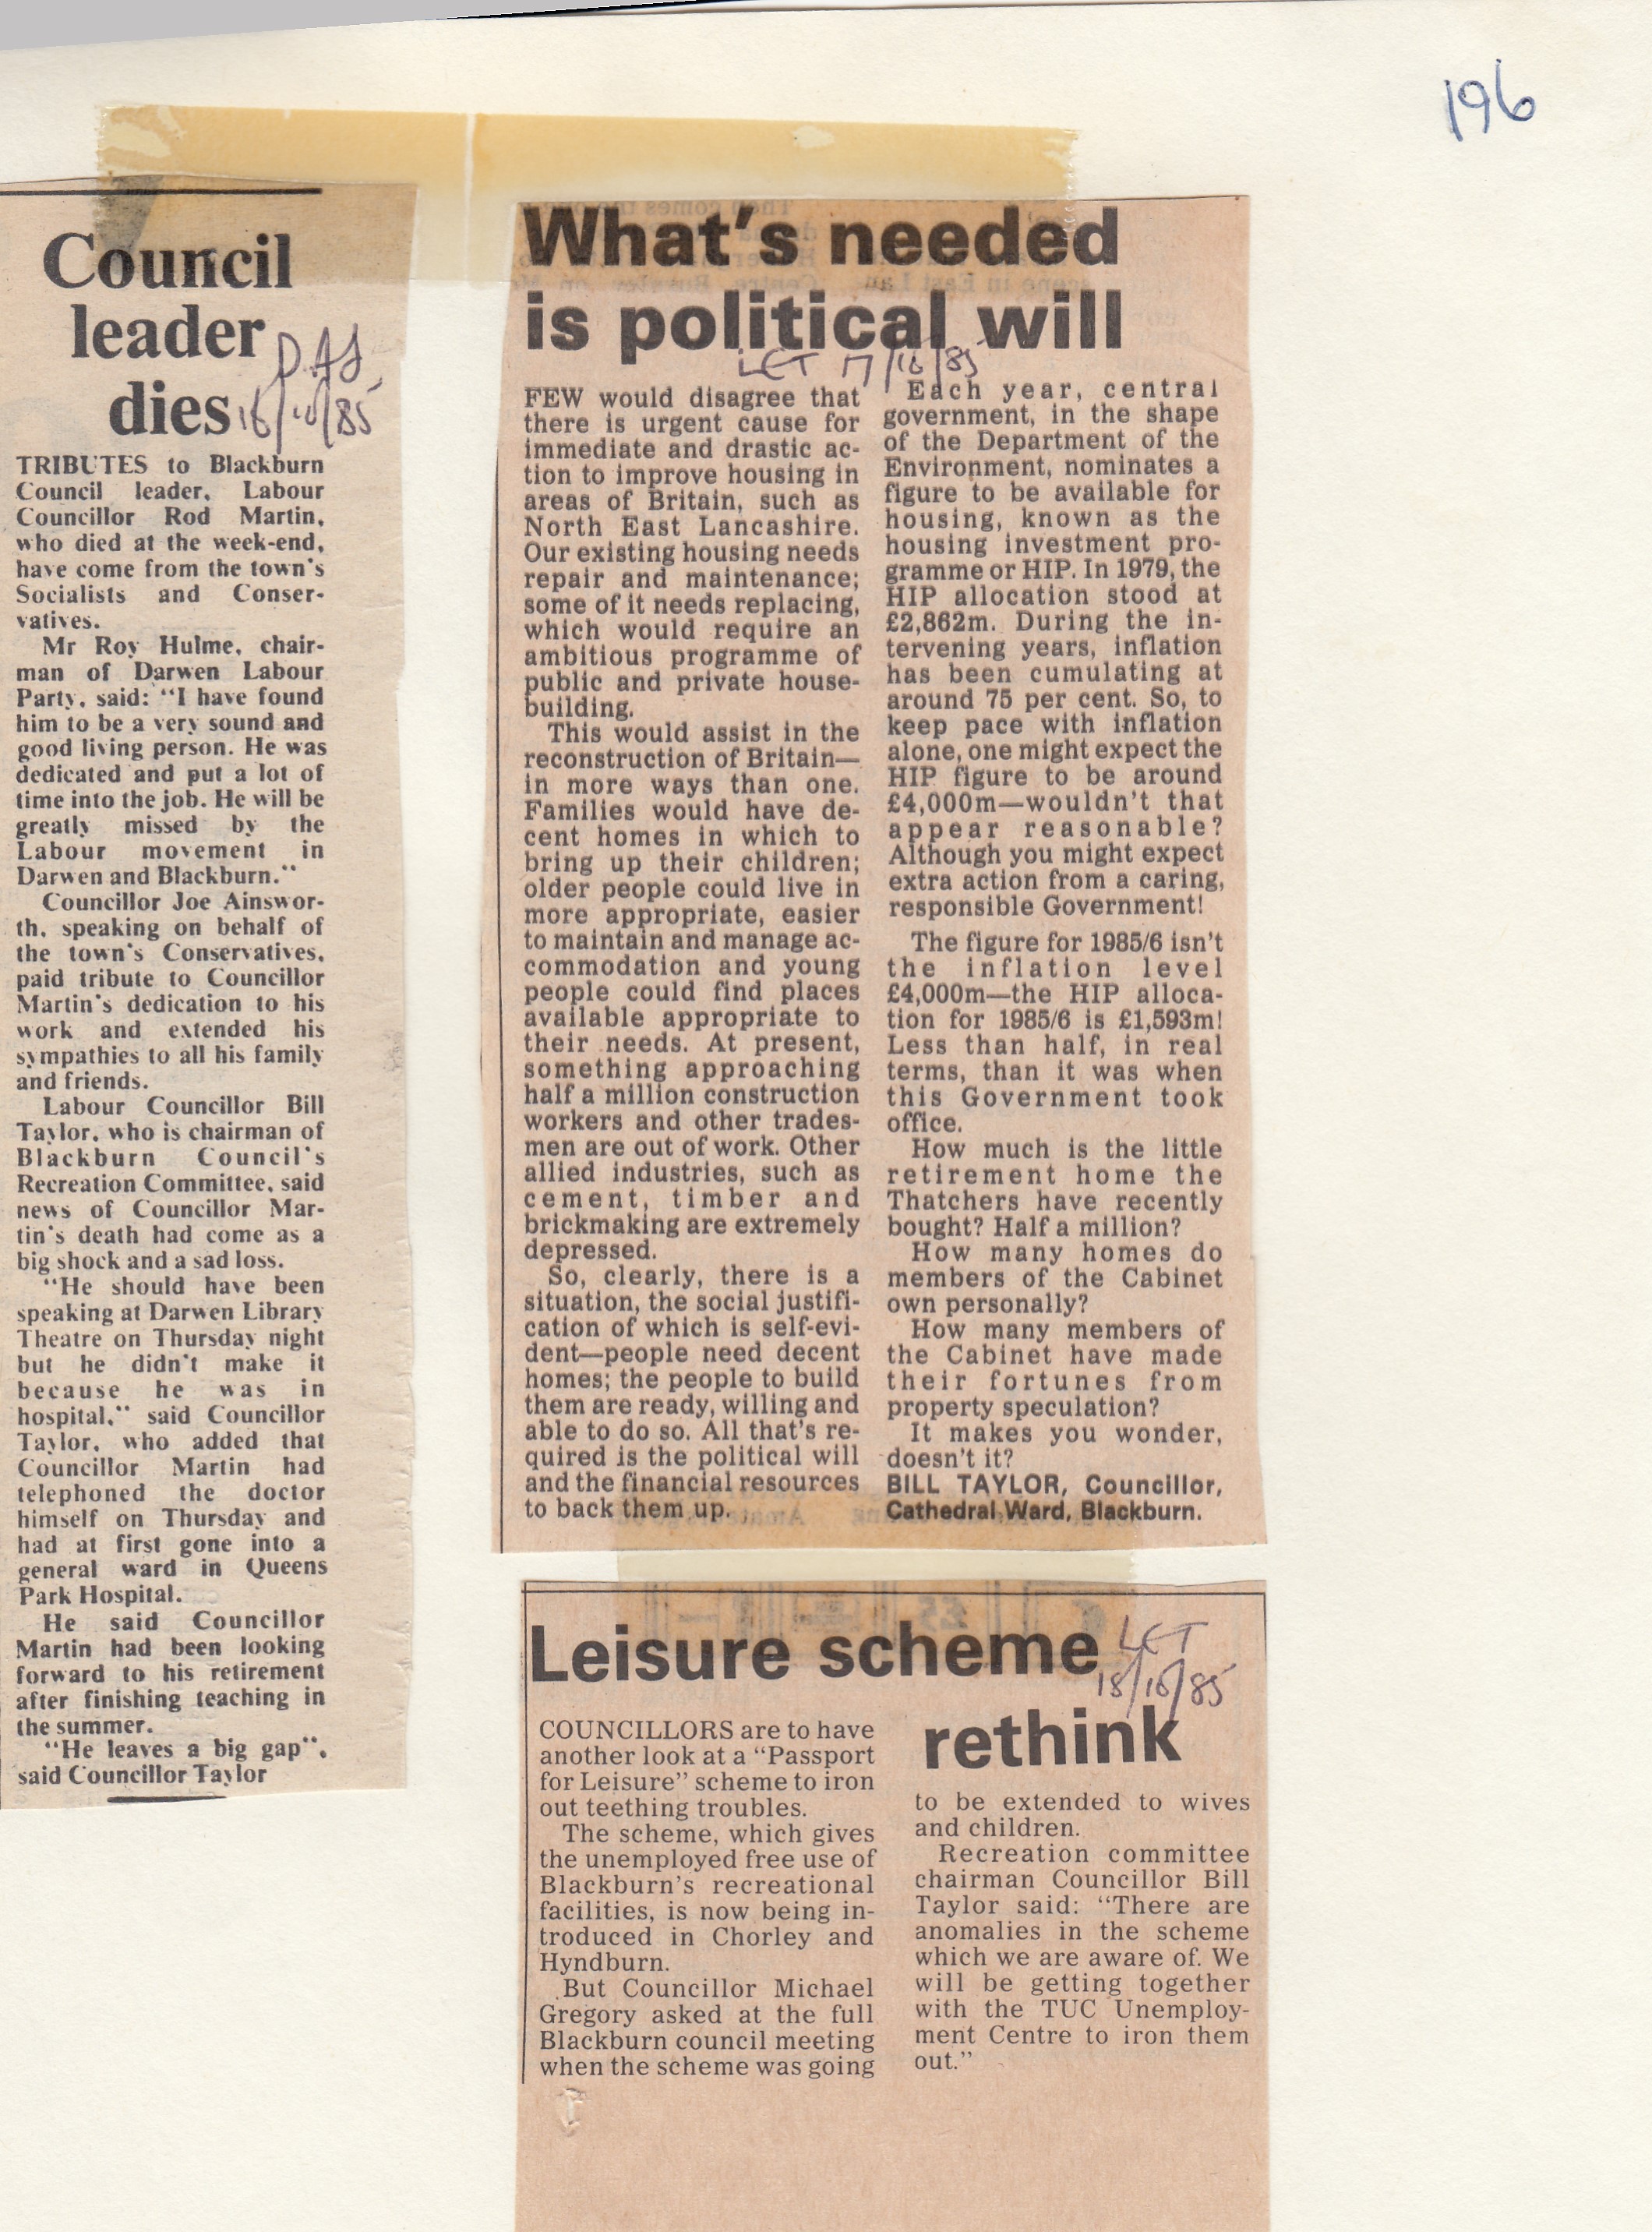 196
Council
leader
dies
16/10/85
TRIBUTES to Blackburn
Council leader, Labour
Councillor Rod Martin,
who died at the week-end,
have come from the town's
Socialists and Conser-
vatives.
Mr Roy Hulme, chair-
man of Darwen Labour
Party, said: "I have found
him to be a very sound and
good living person. He was
dedicated and put a lot of
time into the job. He will be
greatly missed by the
Labour movement in
Darwen and Blackburn."
Councillor Joe Ainswor-
th, speaking on behalf of
the town's Conservatives,
paid tribute to Councillor
Martin's dedication to his
work and extended his
sympathies to all his family
and friends.
Labour Councillor Bill
Taylor, who is chairman of
Blackburn Council's
Recreation Committee, said
news of Councillor Mar-
tin's death had come as a
big shock and a sad loss.
"He should have been
speaking at Darwen Library
Theatre on Thursday night
but he didn't make it
because he was in
hospital," said Councillor
Taylor, who added that
Councillor Martin had
telephoned the doctor
himself on Thursday and
had at first gone into a
general ward in Queens
Park Hospital.
He said Councillor
Martin had been looking
forward to his retirement
after finishing teaching in
the summer.
"He leaves a big gap",
said Councillor Taylor
What's needed
is political will
LET 17/10/85
FEW would disagree that
there is urgent cause for
immediate and drastic ac-
tion to improve housing in
areas of Britain, such as
North East Lancashire.
Our existing housing needs
repair and maintenance;
some of it needs replacing,
which would require an
ambitious programme of
public and private house-
building.
This would assist in the
reconstruction of Britain—
in more ways than one.
Families would have de-
cent homes in which to
bring up their children;
older people could live in
more appropriate, easier
to maintain and manage ac-
commodation and young
people could find places
available appropriate to
their needs. At present,
something approaching
half a million construction
workers and other trades-
men are out of work. Other
allied industries, such as
cement, timber and
brickmaking are extremely
depressed.
So, clearly, there is a
situation, the social justifi-
cation of which is self-evi-
dent—people need decent
homes; the people to build
them are ready, willing and
able to do so. All that's re-
quired is the political will
and the financial resources
to back them up.
Each year, central
government, in the shape
of the Department of the
Environment, nominates a
figure to be available for
housing, known as the
housing investment pro-
gramme or HIP. In 1979, the
HIP allocation stood at
£2,862m. During the in-
tervening years, inflation
has been cumulating at
around 75 per cent. So, to
keep pace with inflation
alone, one might expect the
HIP figure to be around
£4,000m—wouldn't that
appear reasonable?
Although you might expect
extra action from a caring,
responsible Government!
The figure for 1985/6 isn't
the inflation level
£4,000m—the HIP alloca-
tion for 1985/6 is £1,593m!
Less than half, in real
terms, than it was when
this Government took
office.
How much is the little
retirement home the
Thatchers have recently
bought? Half a million?
How many homes do
members of the Cabinet
own personally?
How many members of
the Cabinet have made
their fortunes from
property speculation?
It makes you wonder,
doesn't it?
BILL TAYLOR, Councillor,
Cathedral Ward, Blackburn.
Leisure scheme
rethink
LET
18/10/85
COUNCILLORS are to have
another look at a "Passport
for Leisure" scheme to iron
out teething troubles.
The scheme, which gives
the unemployed free use of
Blackburn's recreational
facilities, is now being in-
troduced in Chorley and
Hyndburn.
But Councillor Michael
Gregory asked at the full
Blackburn council meeting
when the scheme was going
to be extended to wives
and children.
Recreation committee
chairman Councillor Bill
Taylor said: "There are
anomalies in the scheme
which we are aware of. We
will be getting together
with the TUC Unemploy-
ment Centre to iron them
out."